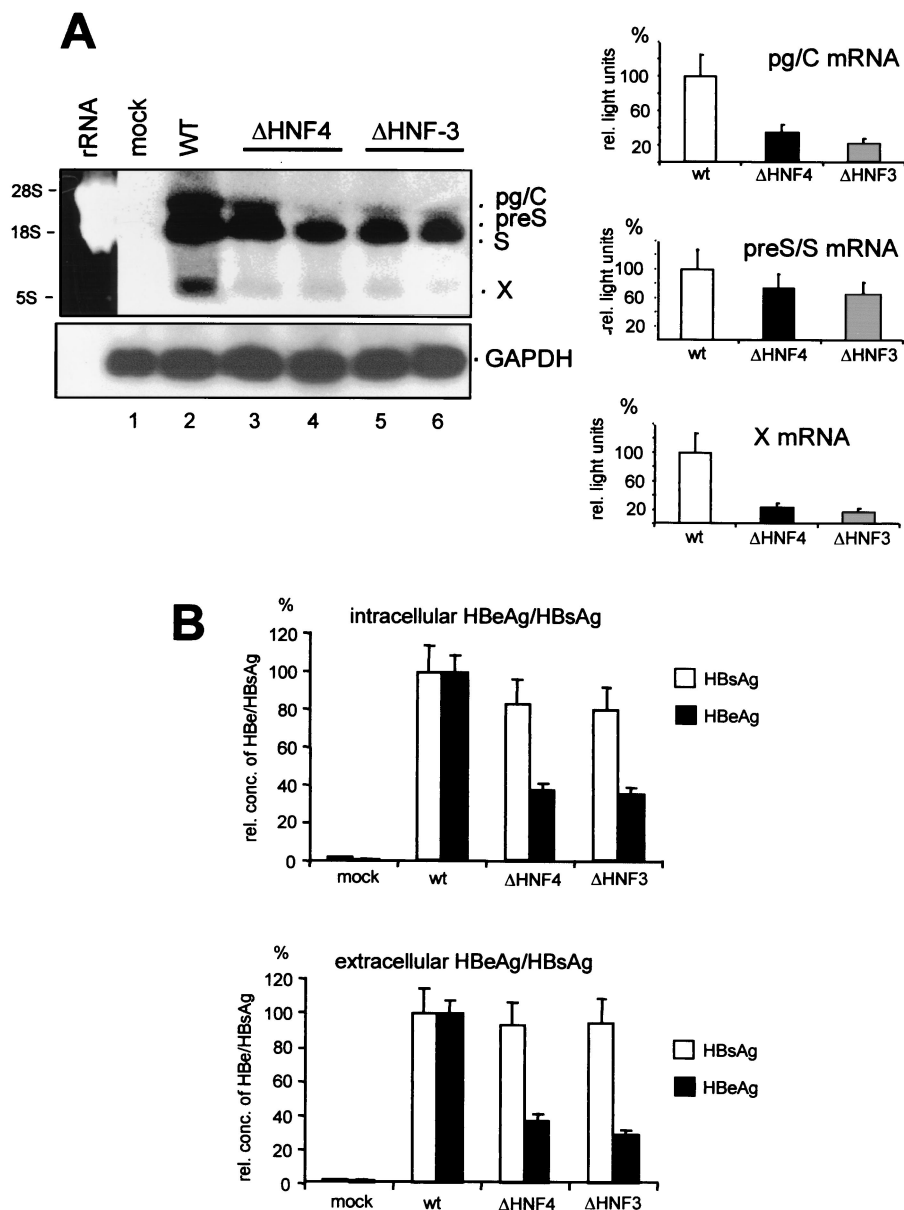 A
rRNA
mock
WT
ΔHNF4
ΔHNF-3
28S
18S
5S
pg/C
preS
S
X
GAPDH
1 2 3 4 5 6
%
pg/C mRNA
rel. light units
100
60
20
wt ΔHNF4 ΔHNF3
preS/S mRNA
%
rel. light units
100
60
20
wt ΔHNF4 ΔHNF3
%
X mRNA
rel. light units
100
60
20
wt ΔHNF4 ΔHNF3
B
%
intracellular HBeAg/HBsAg
rel. conc. of HBe/HBsAg
120
100
80
60
40
20
0
mock wt ΔHNF4 ΔHNF3
HBsAg
HBeAg
%
extracellular HBeAg/HBsAg
rel. conc. of HBe/HBsAg
120
100
80
60
40
20
0
mock wt ΔHNF4 ΔHNF3
HBsAg
HBeAg